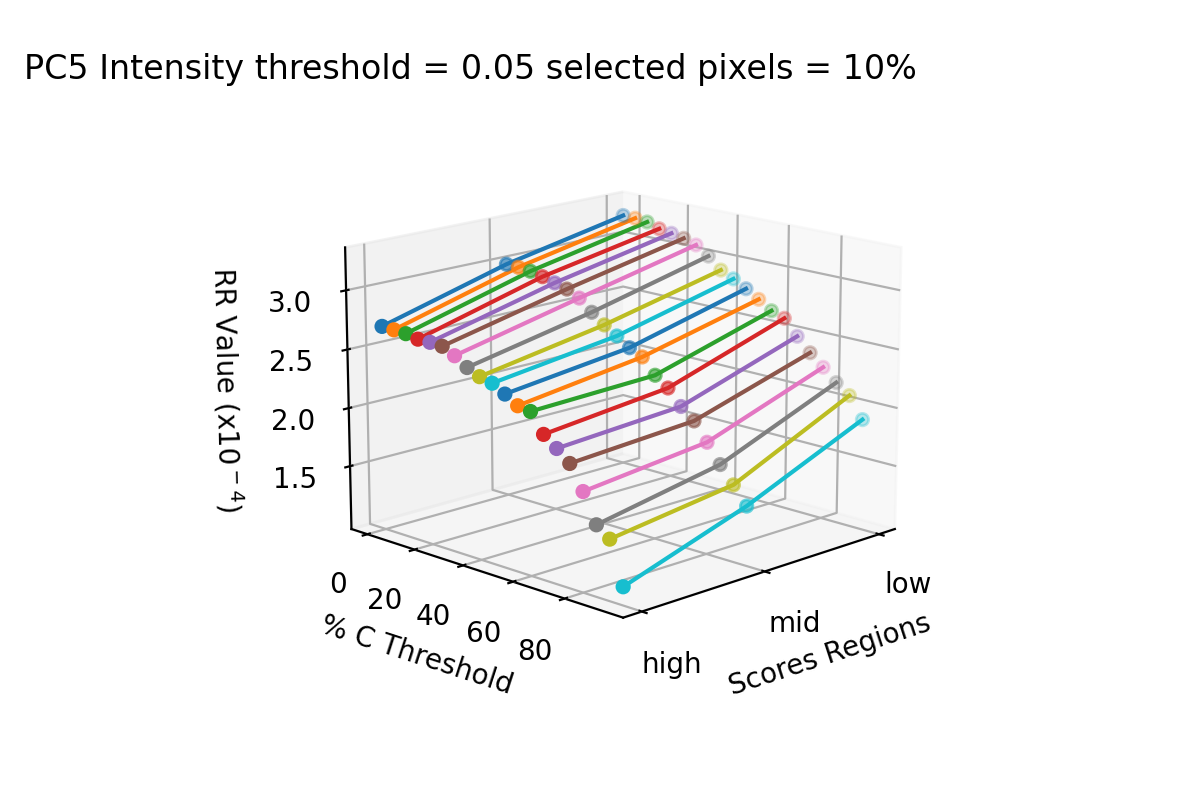 PC5 Intensity threshold = 0.05 selected pixels = 10%
RR Value (x10⁻⁴)
3.0
2.5
2.0
1.5
0
20
40
60
80
% C Threshold
high
mid
low
Scores Regions